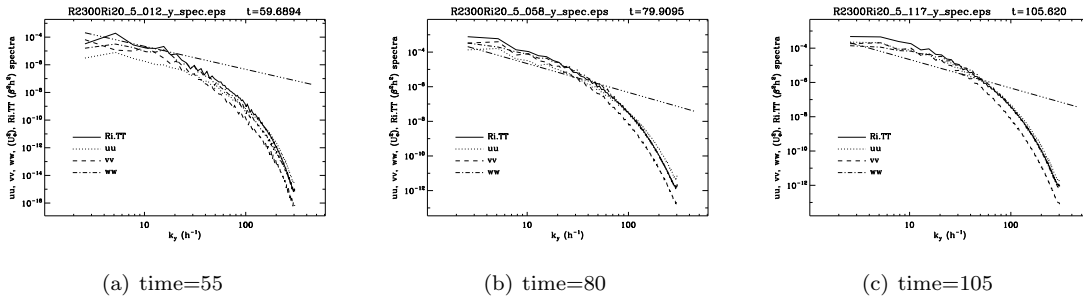 R2300Ri20_5_012_y_spec.eps t=59.6894
uu, vv, ww, (U₀²), Ri.TT (β²h²) spectra
10⁻⁴
10⁻⁶
10⁻⁸
10⁻¹⁰
10⁻¹²
10⁻¹⁴
10⁻¹⁶
Ri.TT
uu
vv
ww
10 100
k_y (h⁻¹)
(a) time=55
R2300Ri20_5_058_y_spec.eps t=79.9095
uu, vv, ww, (U₀²), Ri.TT (β²h²) spectra
10⁻⁴
10⁻⁶
10⁻⁸
10⁻¹⁰
10⁻¹²
Ri.TT
uu
vv
ww
10 100
k_y (h⁻¹)
(b) time=80
R2300Ri20_5_117_y_spec.eps t=105.620
uu, vv, ww, (U₀²), Ri.TT (β²h²) spectra
10⁻⁴
10⁻⁶
10⁻⁸
10⁻¹⁰
10⁻¹²
Ri.TT
uu
vv
ww
10 100
k_y (h⁻¹)
(c) time=105